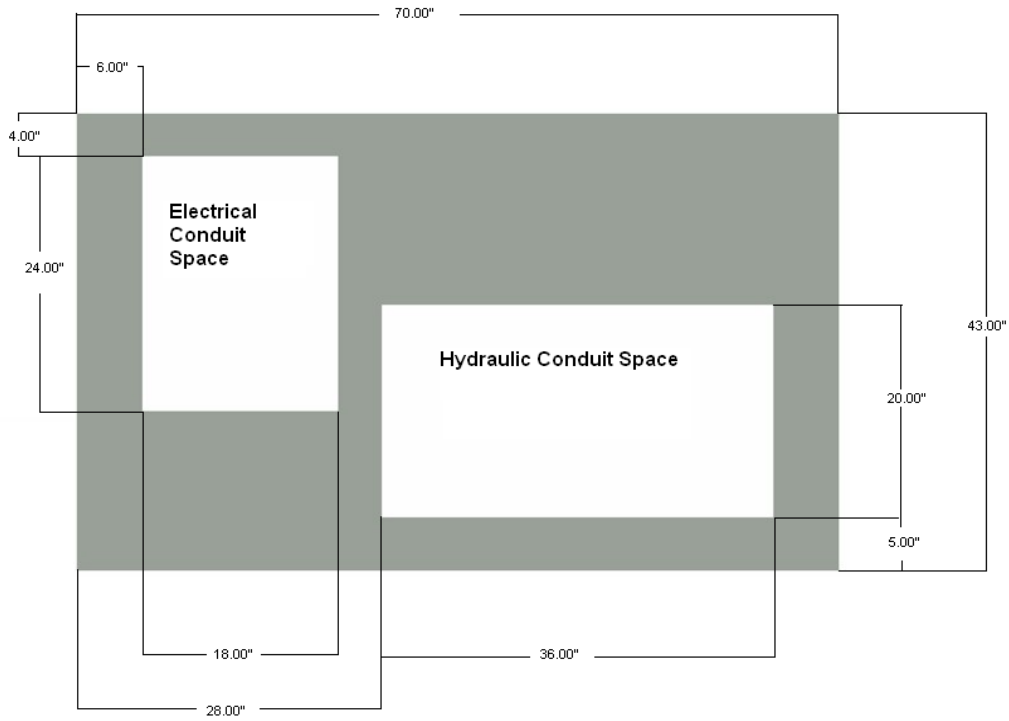 70.00"
6.00"
4.00"
Electrical
Conduit
Space
24.00"
43.00"
Hydraulic Conduit Space
20.00"
5.00"
18.00"
36.00"
28.00"